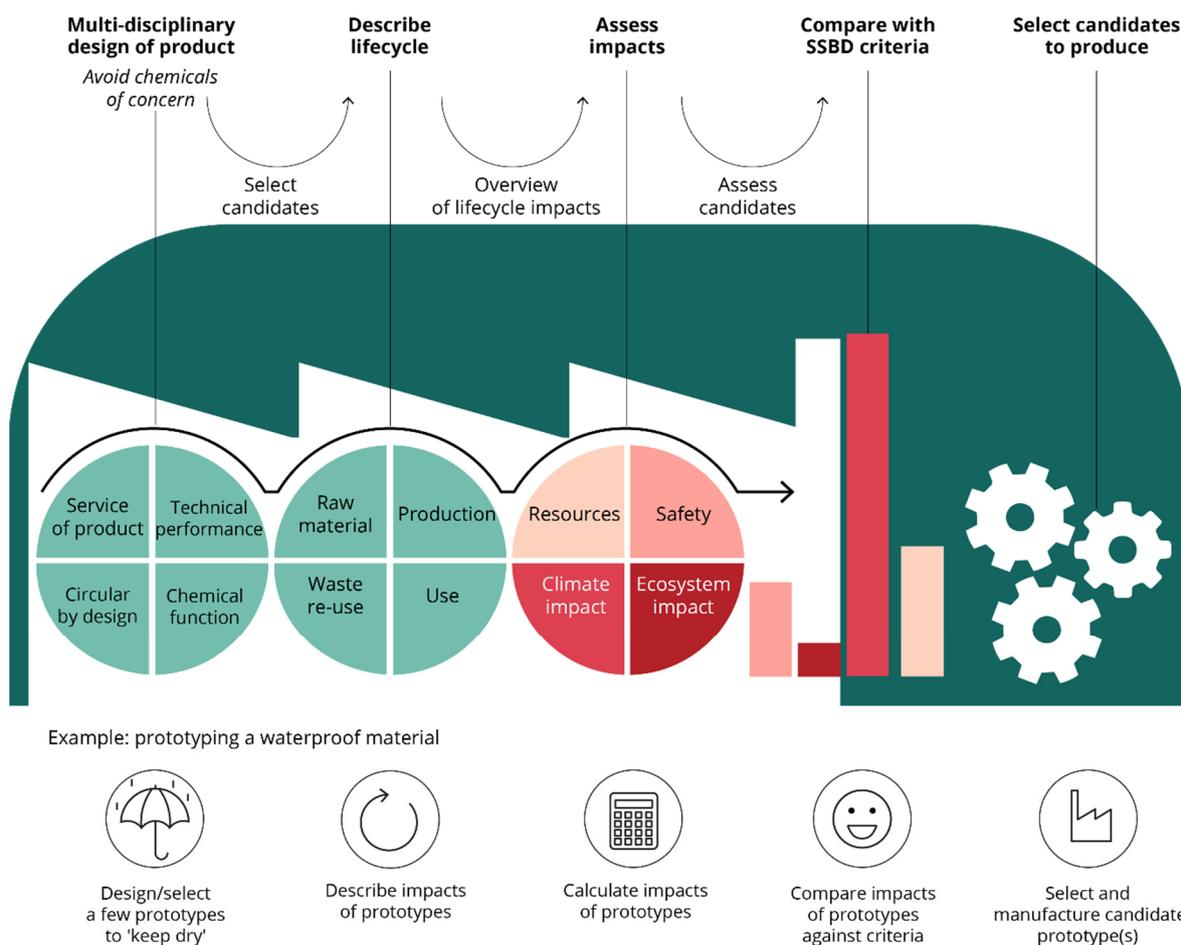 Multi-disciplinary
design of product
Avoid chemicals
of concern
Describe
lifecycle
Assess
impacts
Compare with
SSBD criteria
Select candidates
to produce
Select
candidates
Overview
of lifecycle impacts
Assess
candidates
Service
of product
Technical
performance
Circular
by design
Chemical
function
Raw
material
Production
Waste
re-use
Use
Resources
Safety
Climate
impact
Ecosystem
impact
Example: prototyping a waterproof material
Design/select
a few prototypes
to 'keep dry'
Describe impacts
of prototypes
Calculate impacts
of prototypes
Compare impacts
of prototypes
against criteria
Select and
manufacture candidate
prototype(s)